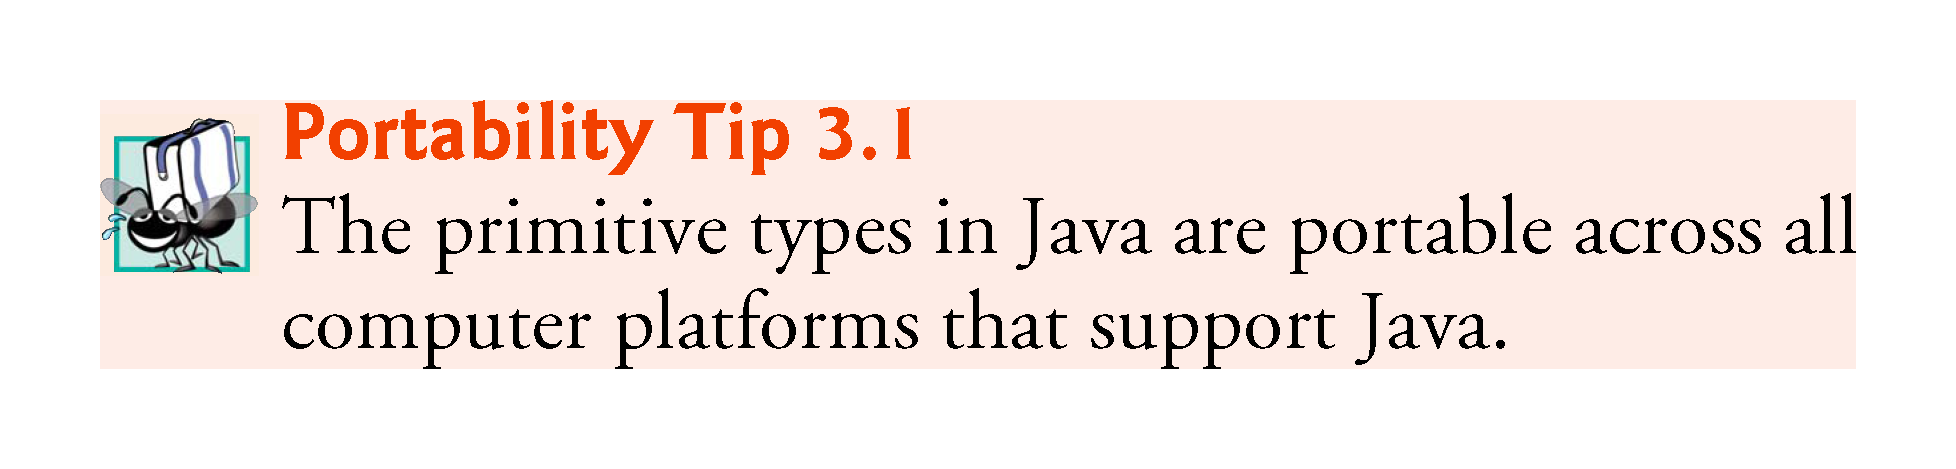 Portability Tip 3.1
The primitive types in Java are portable across all
computer platforms that support Java.